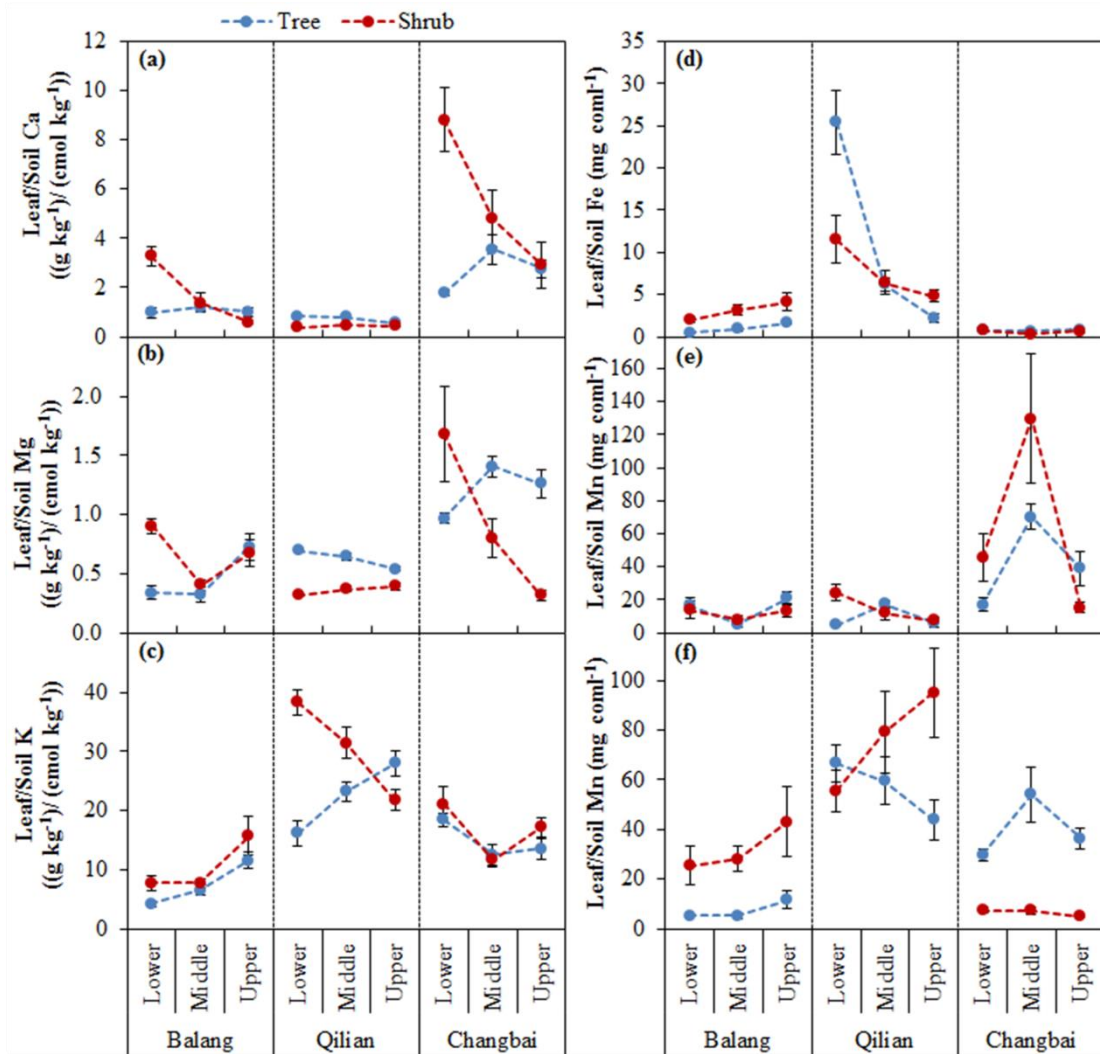 Tree Shrub
(a)
Leaf/Soil Ca
((g kg⁻¹)/ (cmol kg⁻¹))
12
10
8
6
4
2
0
(b)
Leaf/Soil Mg
((g kg⁻¹)/ (cmol kg⁻¹))
2.0
1.5
1.0
0.5
0.0
(c)
Leaf/Soil K
((g kg⁻¹)/ (cmol kg⁻¹))
40
30
20
10
0
Lower Middle Upper Lower Middle Upper Lower Middle Upper
Balang Qilian Changbai
(d)
Leaf/Soil Fe (mg coml⁻¹)
35
30
25
20
15
10
5
0
(e)
Leaf/Soil Mn (mg coml⁻¹)
160
140
120
100
80
60
40
20
0
(f)
Leaf/Soil Mn (mg coml⁻¹)
100
80
60
40
20
0
Lower Middle Upper Lower Middle Upper Lower Middle Upper
Balang Qilian Changbai